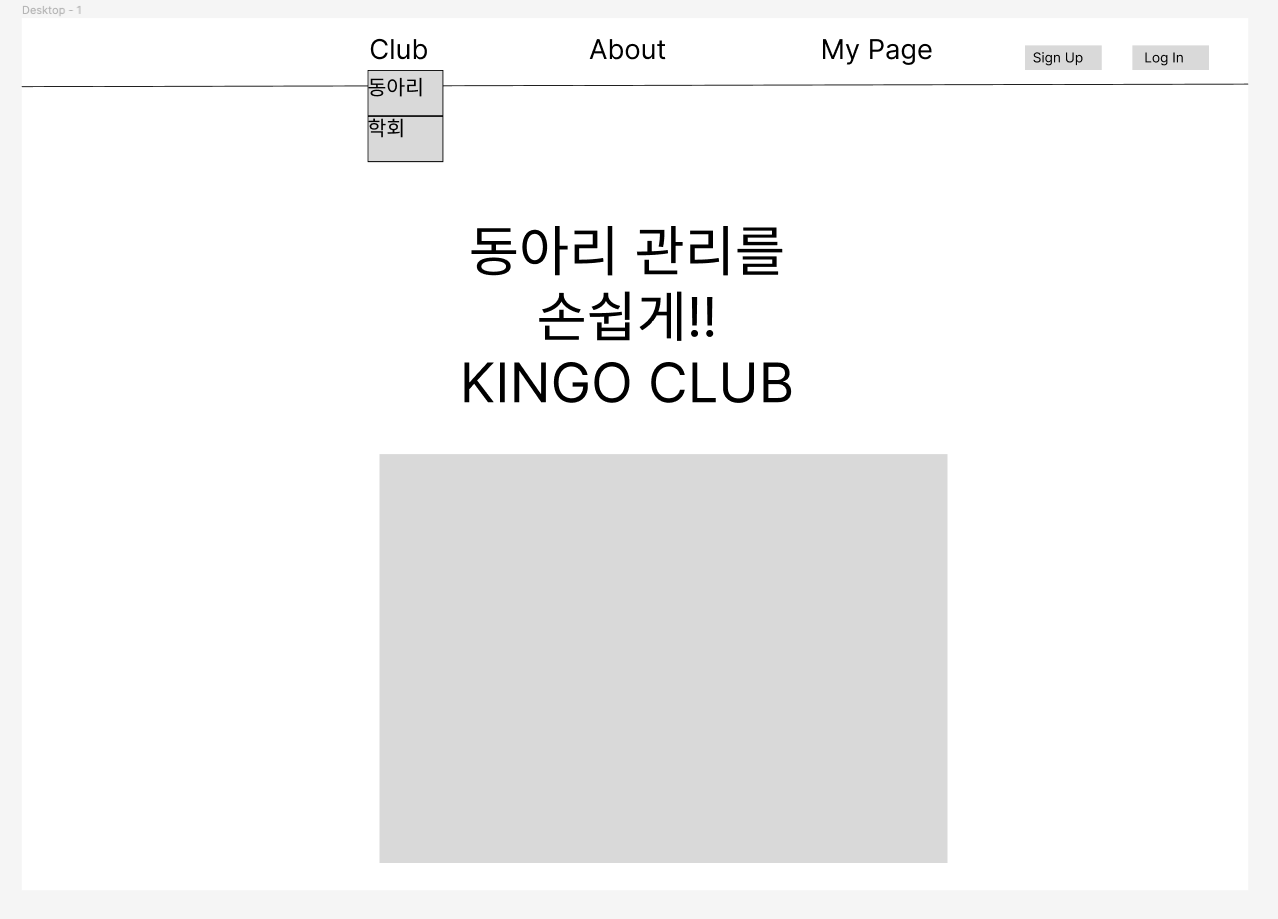 Desktop - 1
Club
About
My Page
Sign Up
Log In
동아리
학회
동아리 관리를
손쉽게!!
KINGO CLUB